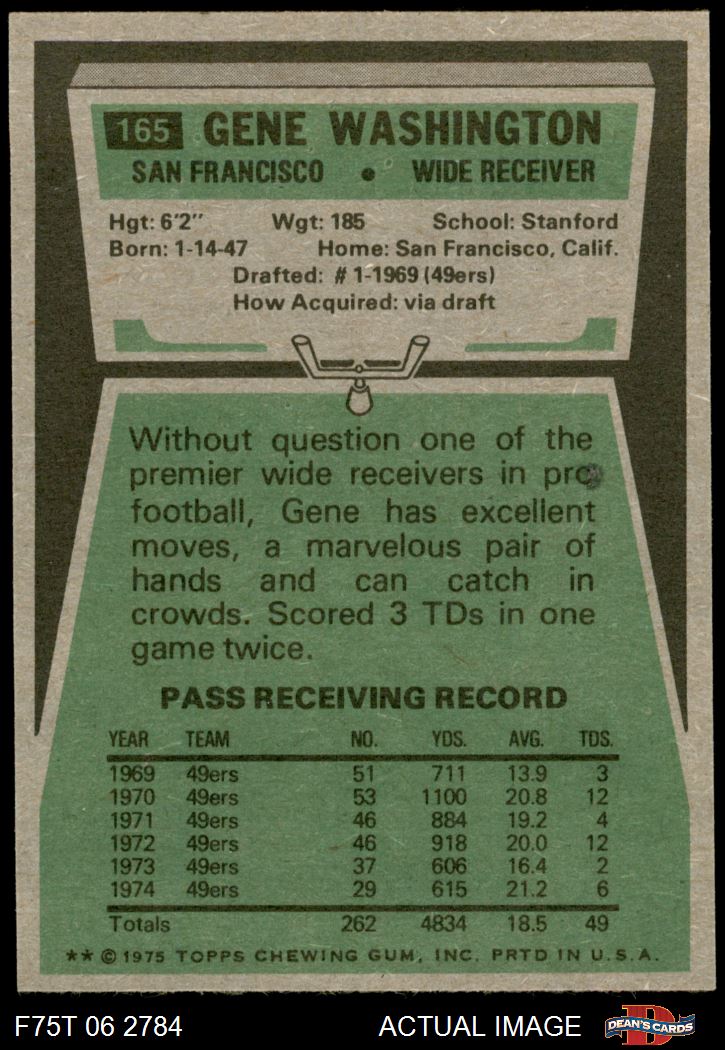 165 GENE WASHINGTON
SAN FRANCISCO • WIDE RECEIVER
Hgt: 6'2" Wgt: 185 School: Stanford
Born: 1-14-47 Home: San Francisco, Calif.
Drafted: #1-1969 (49ers)
How Acquired: via draft
Without question one of the
premier wide receivers in pro
football, Gene has excellent
moves, a marvelous pair of
hands and can catch in
crowds. Scored 3 TDs in one
game twice.
PASS RECEIVING RECORD
YEAR TEAM NO. YDS. AVG. TDS.
1969 49ers 51 711 13.9 3
1970 49ers 53 1100 20.8 12
1971 49ers 46 884 19.2 4
1972 49ers 46 918 20.0 12
1973 49ers 37 606 16.4 2
1974 49ers 29 615 21.2 6
Totals 262 4834 18.5 49
** © 1975 TOPPS CHEWING GUM, INC. PRTD IN U.S.A.
F75T 06 2784 ACTUAL IMAGE D DEAN'S CARDS